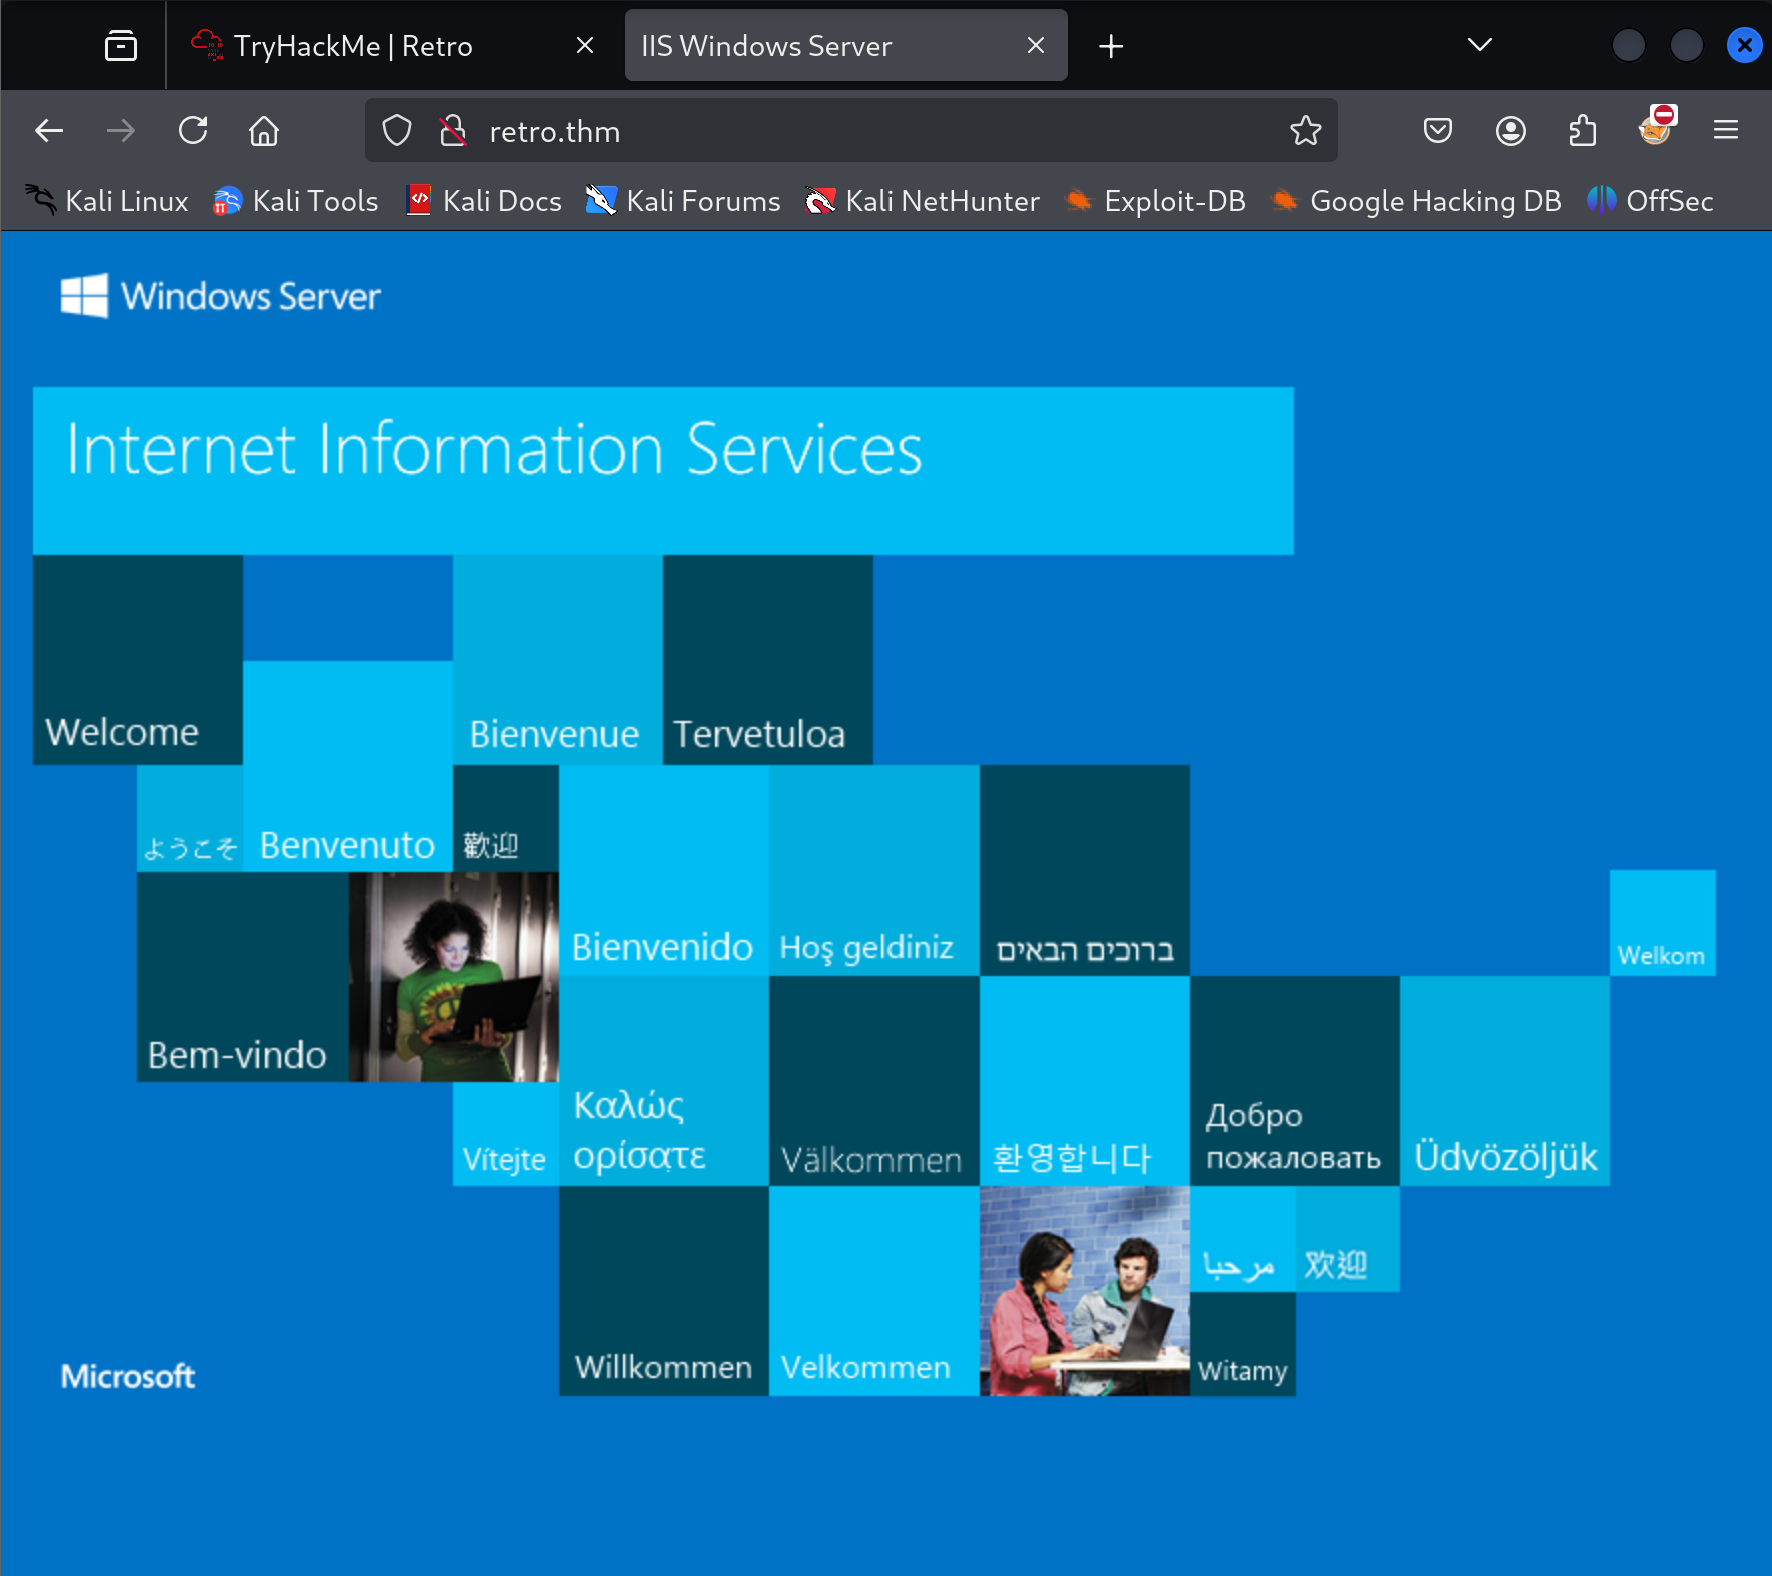 TryHackMe | Retro
IIS Windows Server
retro.thm
Kali Linux
Kali Tools
Kali Docs
Kali Forums
Kali NetHunter
Exploit-DB
Google Hacking DB
OffSec
Windows Server
Internet Information Services
Welcome
Bienvenue
Tervetuloa
ようこそ
Benvenuto
歡迎
Bienvenido
Hoş geldiniz
ברוכים הבאים
Welkom
Bem-vindo
Καλώς
ορίσατε
Vítejte
Välkommen
환영합니다
Добро
пожаловать
Üdvözöljük
مرحبا
欢迎
Willkommen
Velkommen
Witamy
Microsoft